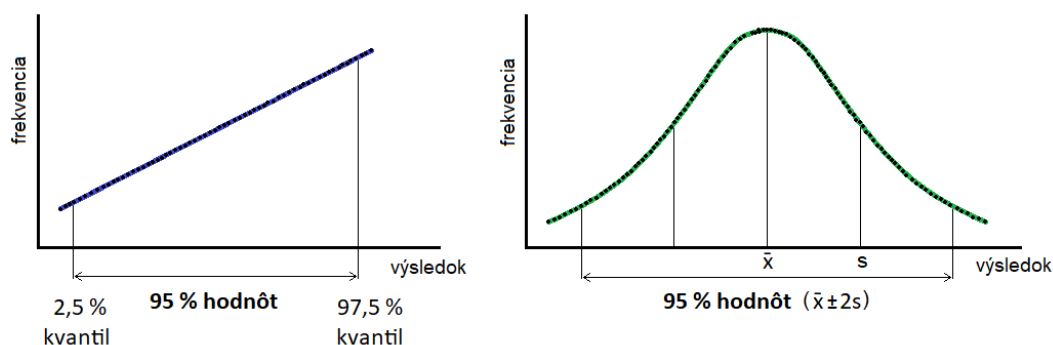 frekvencia
výsledok
95 % hodnôt
2,5 %
kvantil
97,5 %
kvantil
frekvencia
x̄
s
výsledok
95 % hodnôt (x̄±2s)